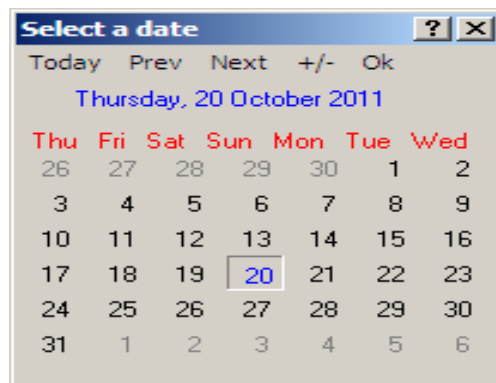 Select a date ? X
Today Prev Next +/- Ok
Thursday, 20 October 2011
Thu Fri Sat Sun Mon Tue Wed
26 27 28 29 30 1 2
3 4 5 6 7 8 9
10 11 12 13 14 15 16
17 18 19 20 21 22 23
24 25 26 27 28 29 30
31 1 2 3 4 5 6